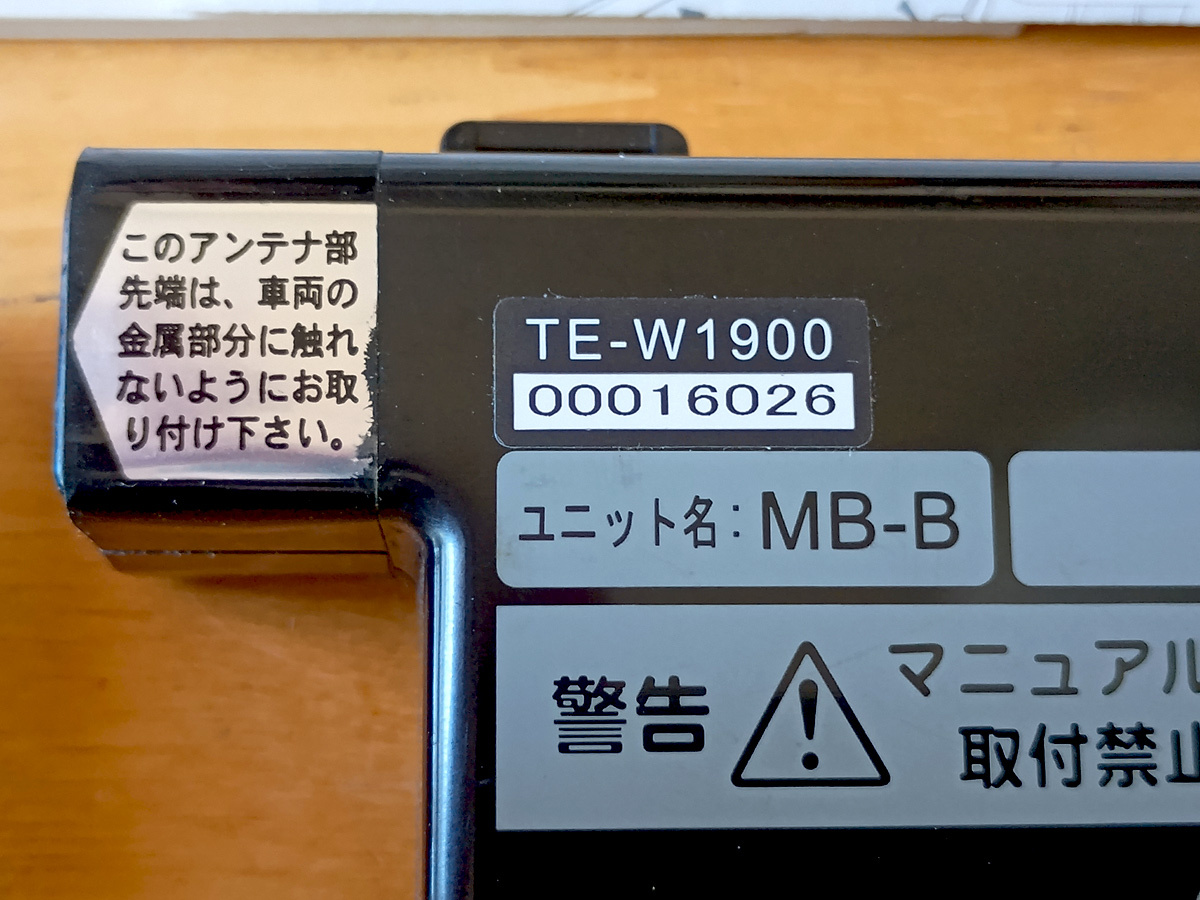 このアンテナ部
先端は、車両の
金属部分に触れ
ないようにお取
り付け下さい。
TE-W1900
00016026
ユニット名：MB-B
警告
マニュアル
取付禁止